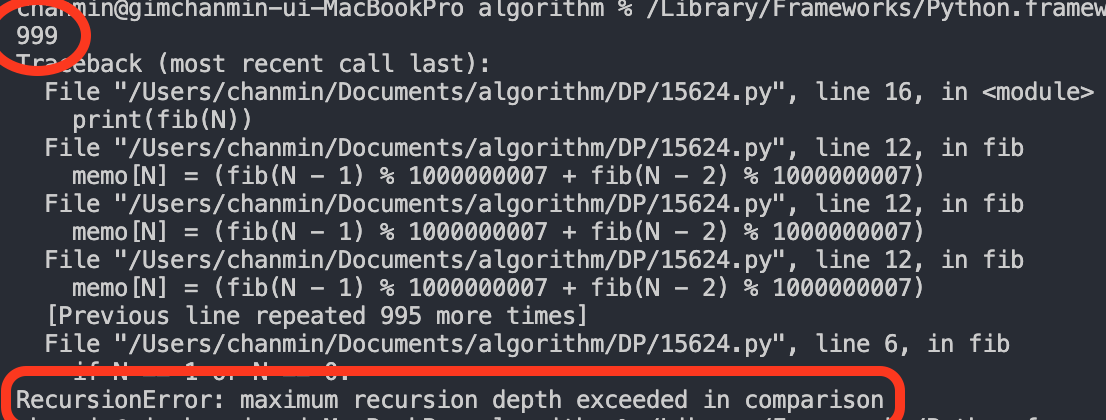 chanmin@gimchanmin-ui-MacBookPro algorithm % /Library/Frameworks/Python.framew
999
Traceback (most recent call last):
  File "/Users/chanmin/Documents/algorithm/DP/15624.py", line 16, in <module>
    print(fib(N))
  File "/Users/chanmin/Documents/algorithm/DP/15624.py", line 12, in fib
    memo[N] = (fib(N - 1) % 1000000007 + fib(N - 2) % 1000000007)
  File "/Users/chanmin/Documents/algorithm/DP/15624.py", line 12, in fib
    memo[N] = (fib(N - 1) % 1000000007 + fib(N - 2) % 1000000007)
  File "/Users/chanmin/Documents/algorithm/DP/15624.py", line 12, in fib
    memo[N] = (fib(N - 1) % 1000000007 + fib(N - 2) % 1000000007)
  [Previous line repeated 995 more times]
  File "/Users/chanmin/Documents/algorithm/DP/15624.py", line 6, in fib
    if N == 1 or N == 0:
RecursionError: maximum recursion depth exceeded in comparison